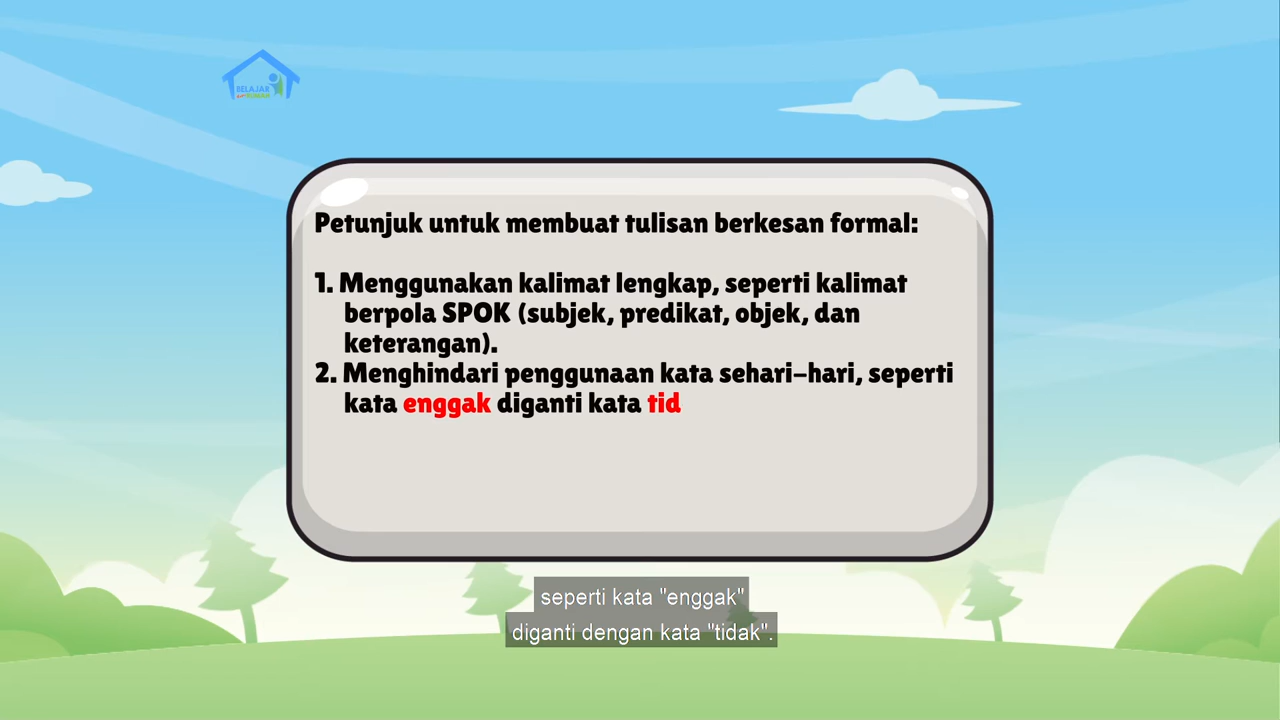 BELAJAR
Petunjuk untuk membuat tulisan berkesan formal:
1. Menggunakan kalimat lengkap, seperti kalimat
berpola SPOK (subjek, predikat, objek, dan
keterangan).
2. Menghindari penggunaan kata sehari-hari, seperti
kata enggak diganti kata tid
seperti kata "enggak"
diganti dengan kata "tidak".